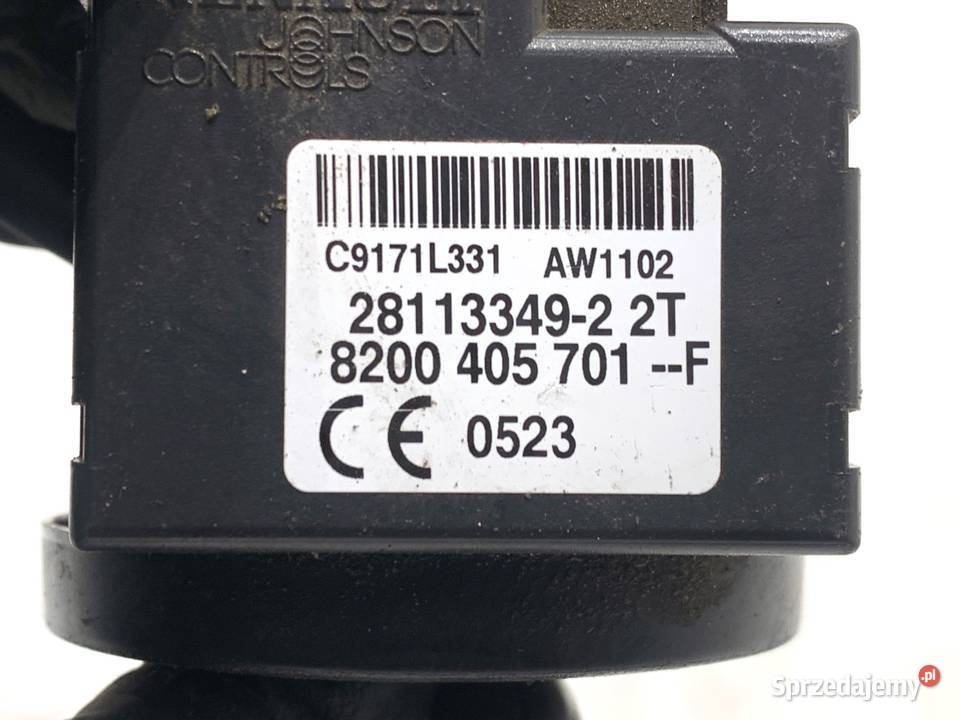 JOHNSON
CONTROLS
C9171L331 AW1102
28113349-2 2T
8200 405 701 --F
CE 0523
Sprzedajemy.pl